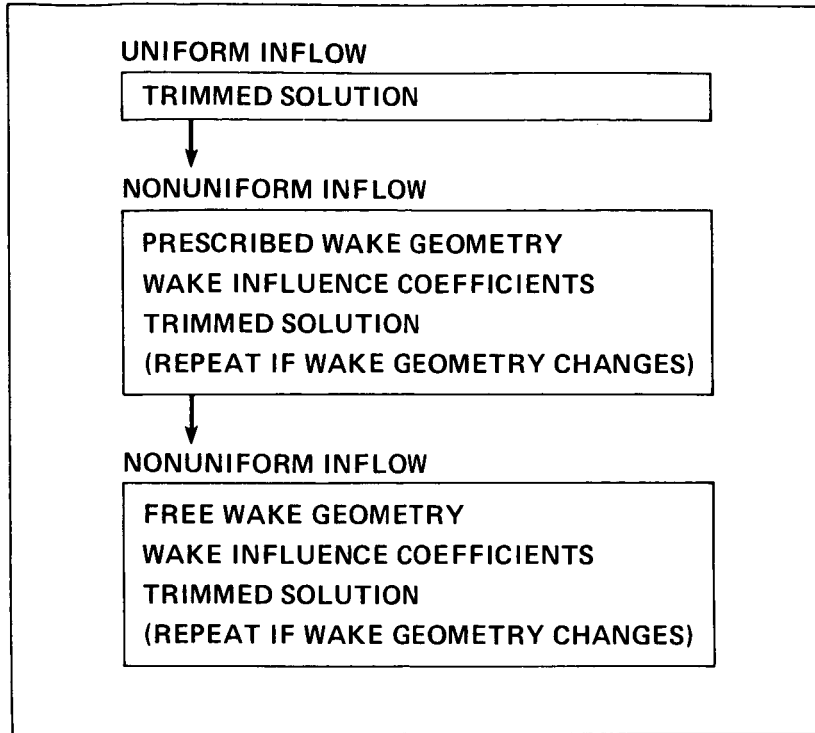 UNIFORM INFLOW
TRIMMED SOLUTION
NONUNIFORM INFLOW
PRESCRIBED WAKE GEOMETRY
WAKE INFLUENCE COEFFICIENTS
TRIMMED SOLUTION
(REPEAT IF WAKE GEOMETRY CHANGES)
NONUNIFORM INFLOW
FREE WAKE GEOMETRY
WAKE INFLUENCE COEFFICIENTS
TRIMMED SOLUTION
(REPEAT IF WAKE GEOMETRY CHANGES)